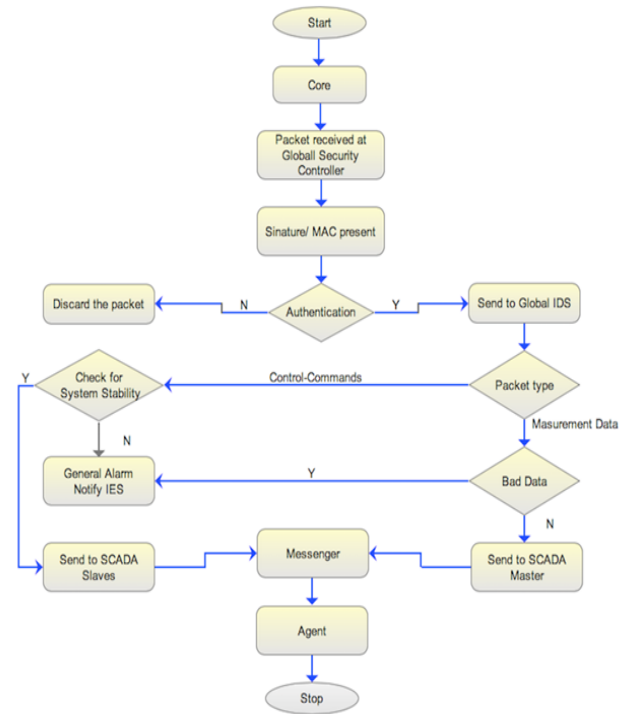 Start
Core
Packet received at
Globall Security
Controller
Sinature/ MAC present
Discard the packet
N
Authentication
Y
Send to Global IDS
Y
Check for
System Stability
Control-Commands
Packet type
N
Masurement Data
General Alarm
Notify IES
Y
Bad Data
N
Send to SCADA
Slaves
Messenger
Send to SCADA
Master
Agent
Stop